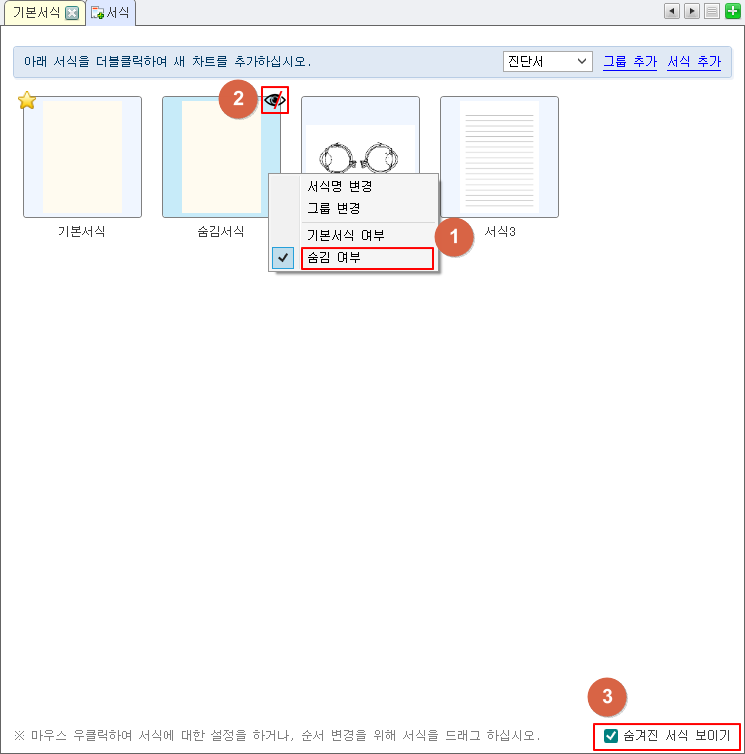 기본서식 서식
아래 서식을 더블클릭하여 새 차트를 추가하십시오. 진단서 그룹 추가 서식 추가
2
기본서식 숨김서식 서식3
서식명 변경
그룹 변경
기본서식 여부
숨김 여부
1
3
※ 마우스 우클릭하여 서식에 대한 설정을 하거나, 순서 변경을 위해 서식을 드래그 하십시오. 숨겨진 서식 보이기